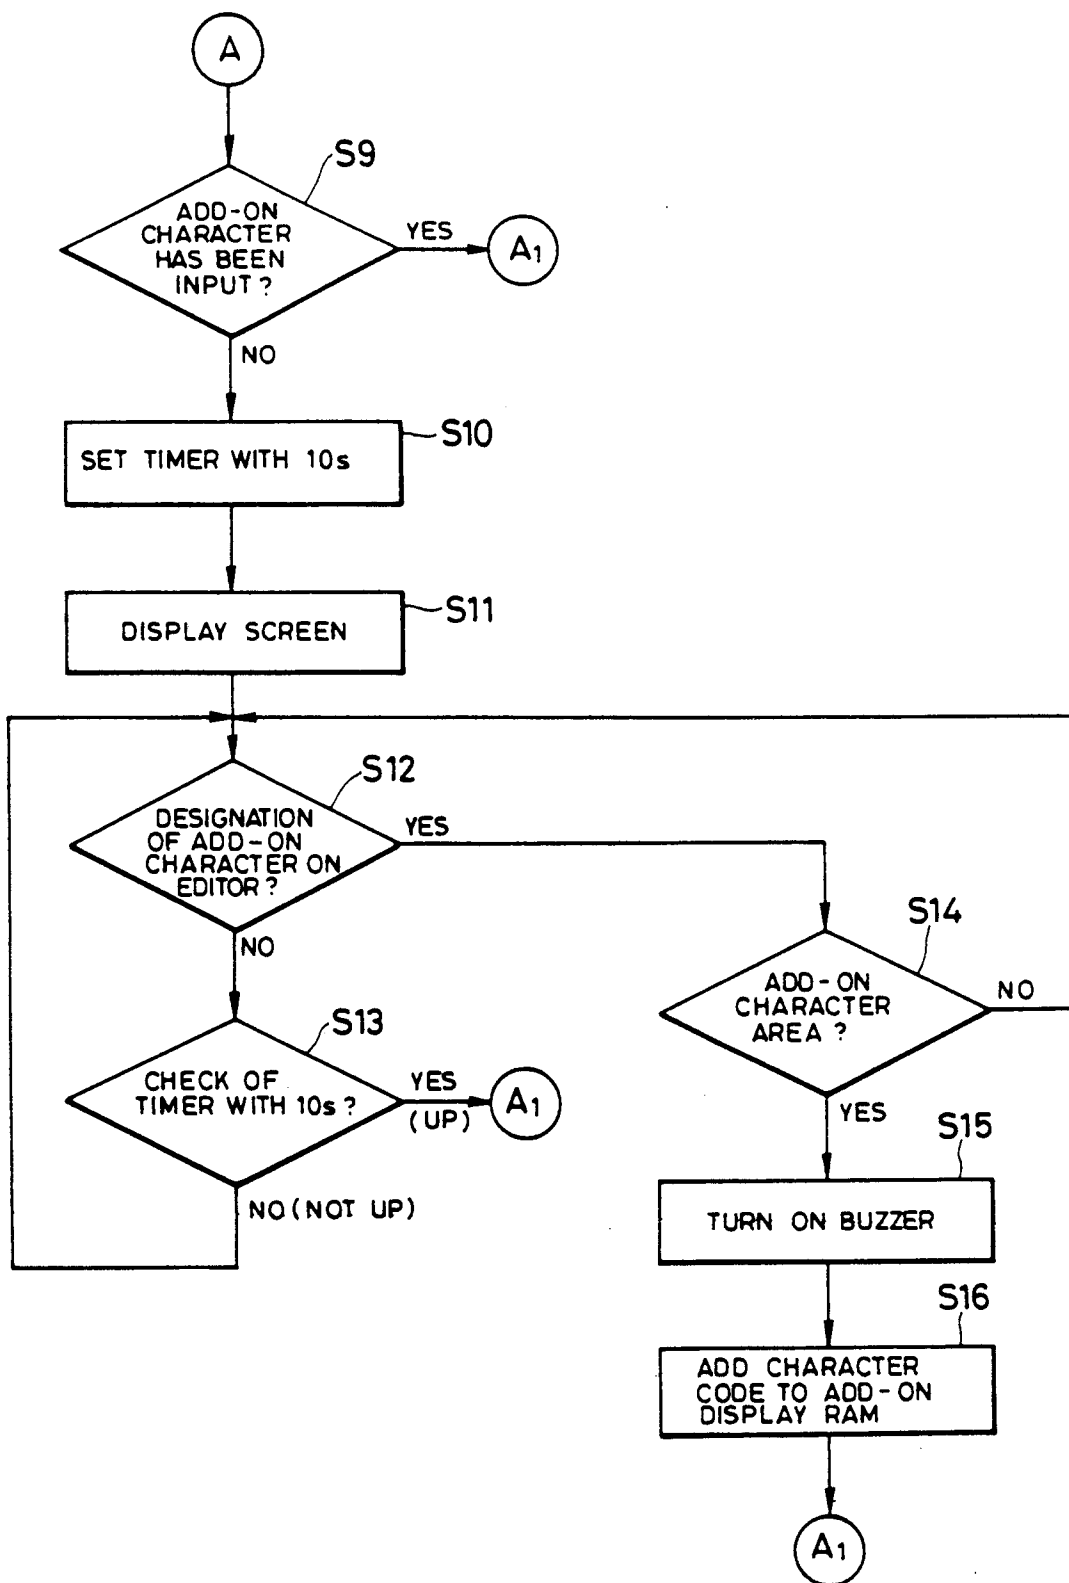 A
S9
ADD-ON
CHARACTER
HAS BEEN
INPUT?
YES
A1
NO
S10
SET TIMER WITH 10s
S11
DISPLAY SCREEN
S12
DESIGNATION
OF ADD-ON
CHARACTER ON
EDITOR?
YES
NO
S14
ADD-ON
CHARACTER
AREA?
NO
YES
S13
CHECK OF
TIMER WITH 10s?
YES
(UP)
A1
NO (NOT UP)
S15
TURN ON BUZZER
S16
ADD CHARACTER
CODE TO ADD-ON
DISPLAY RAM
A1